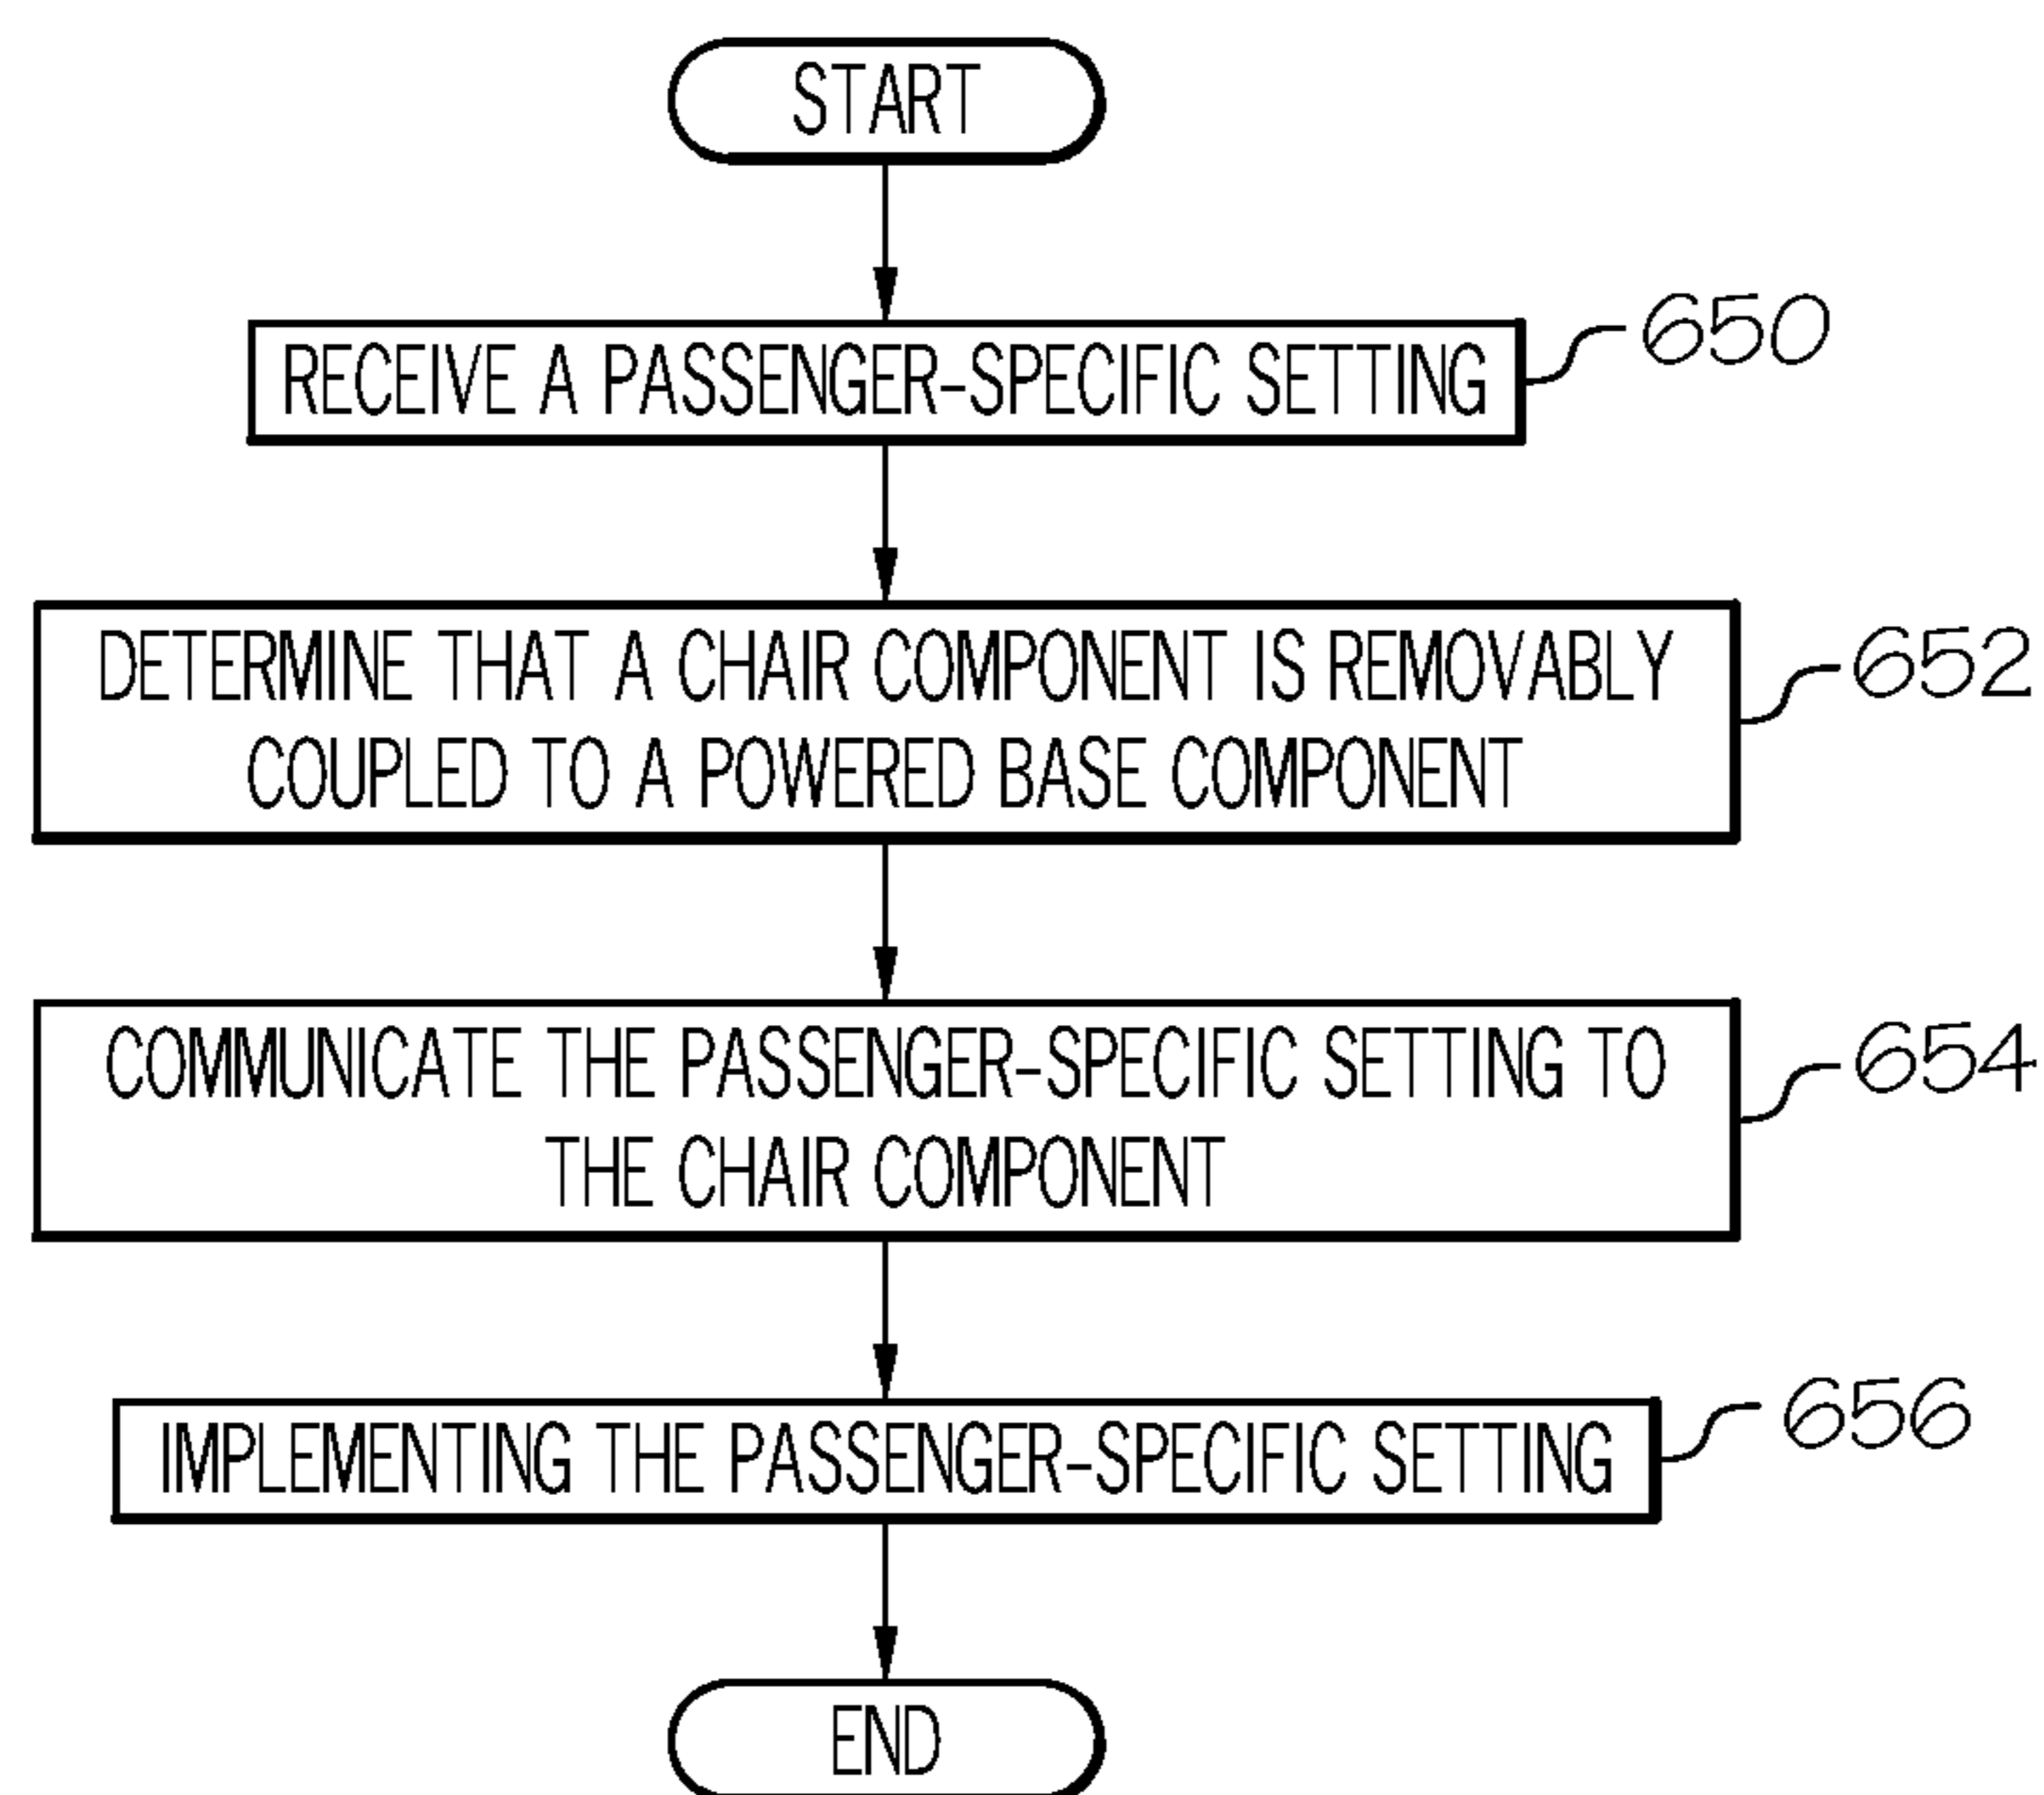 START
RECEIVE A PASSENGER-SPECIFIC SETTING
650
DETERMINE THAT A CHAIR COMPONENT IS REMOVABLY
COUPLED TO A POWERED BASE COMPONENT
652
COMMUNICATE THE PASSENGER-SPECIFIC SETTING TO
THE CHAIR COMPONENT
654
IMPLEMENTING THE PASSENGER-SPECIFIC SETTING
656
END